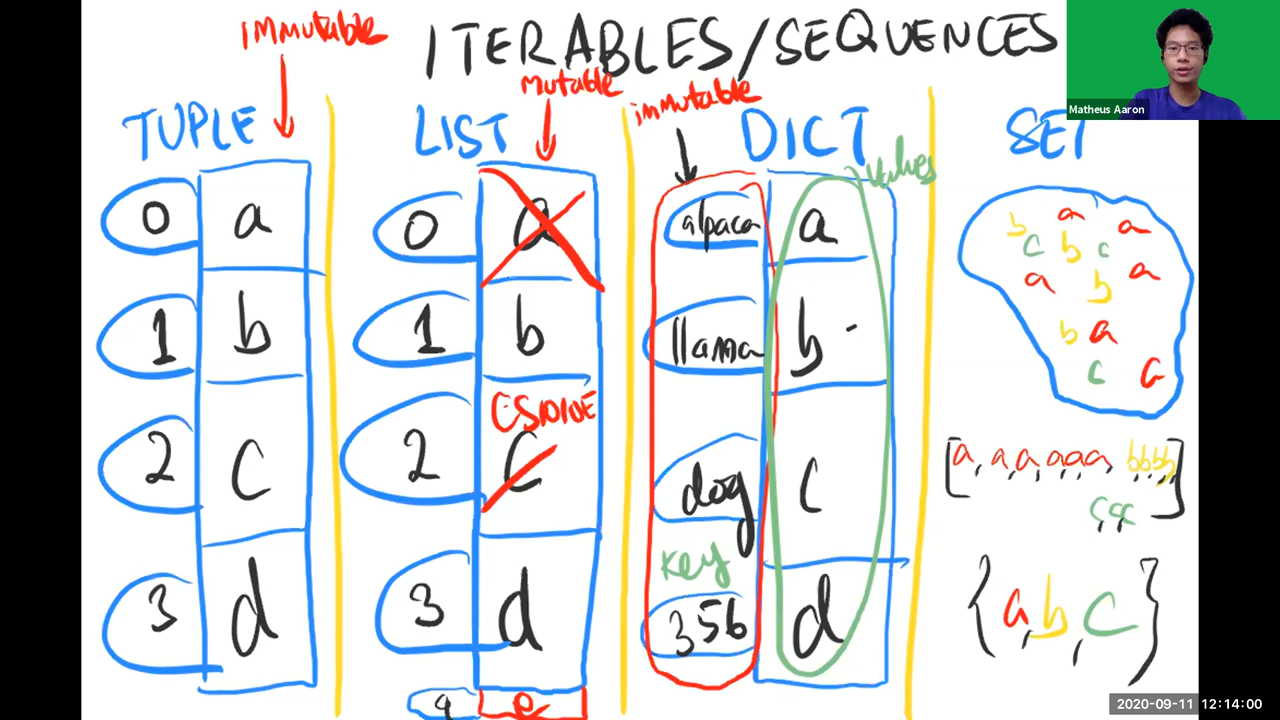 ITERABLES/SEQUENCES
immutable
mutable
immutable
Matheus Aaron
TUPLE
LIST
DICT
SET
values
0 a
1 b
2 c
3 d
0 a
1 b
2 c
3 d
e
alpaca a
llama b
dog c
key
356 d
b a a
c b c
a b a
b a
c a
[a, a, a, a, a, a, b, b, b, b,
c, c, c]
{a, b, c}
2020-09-11 12:14:00